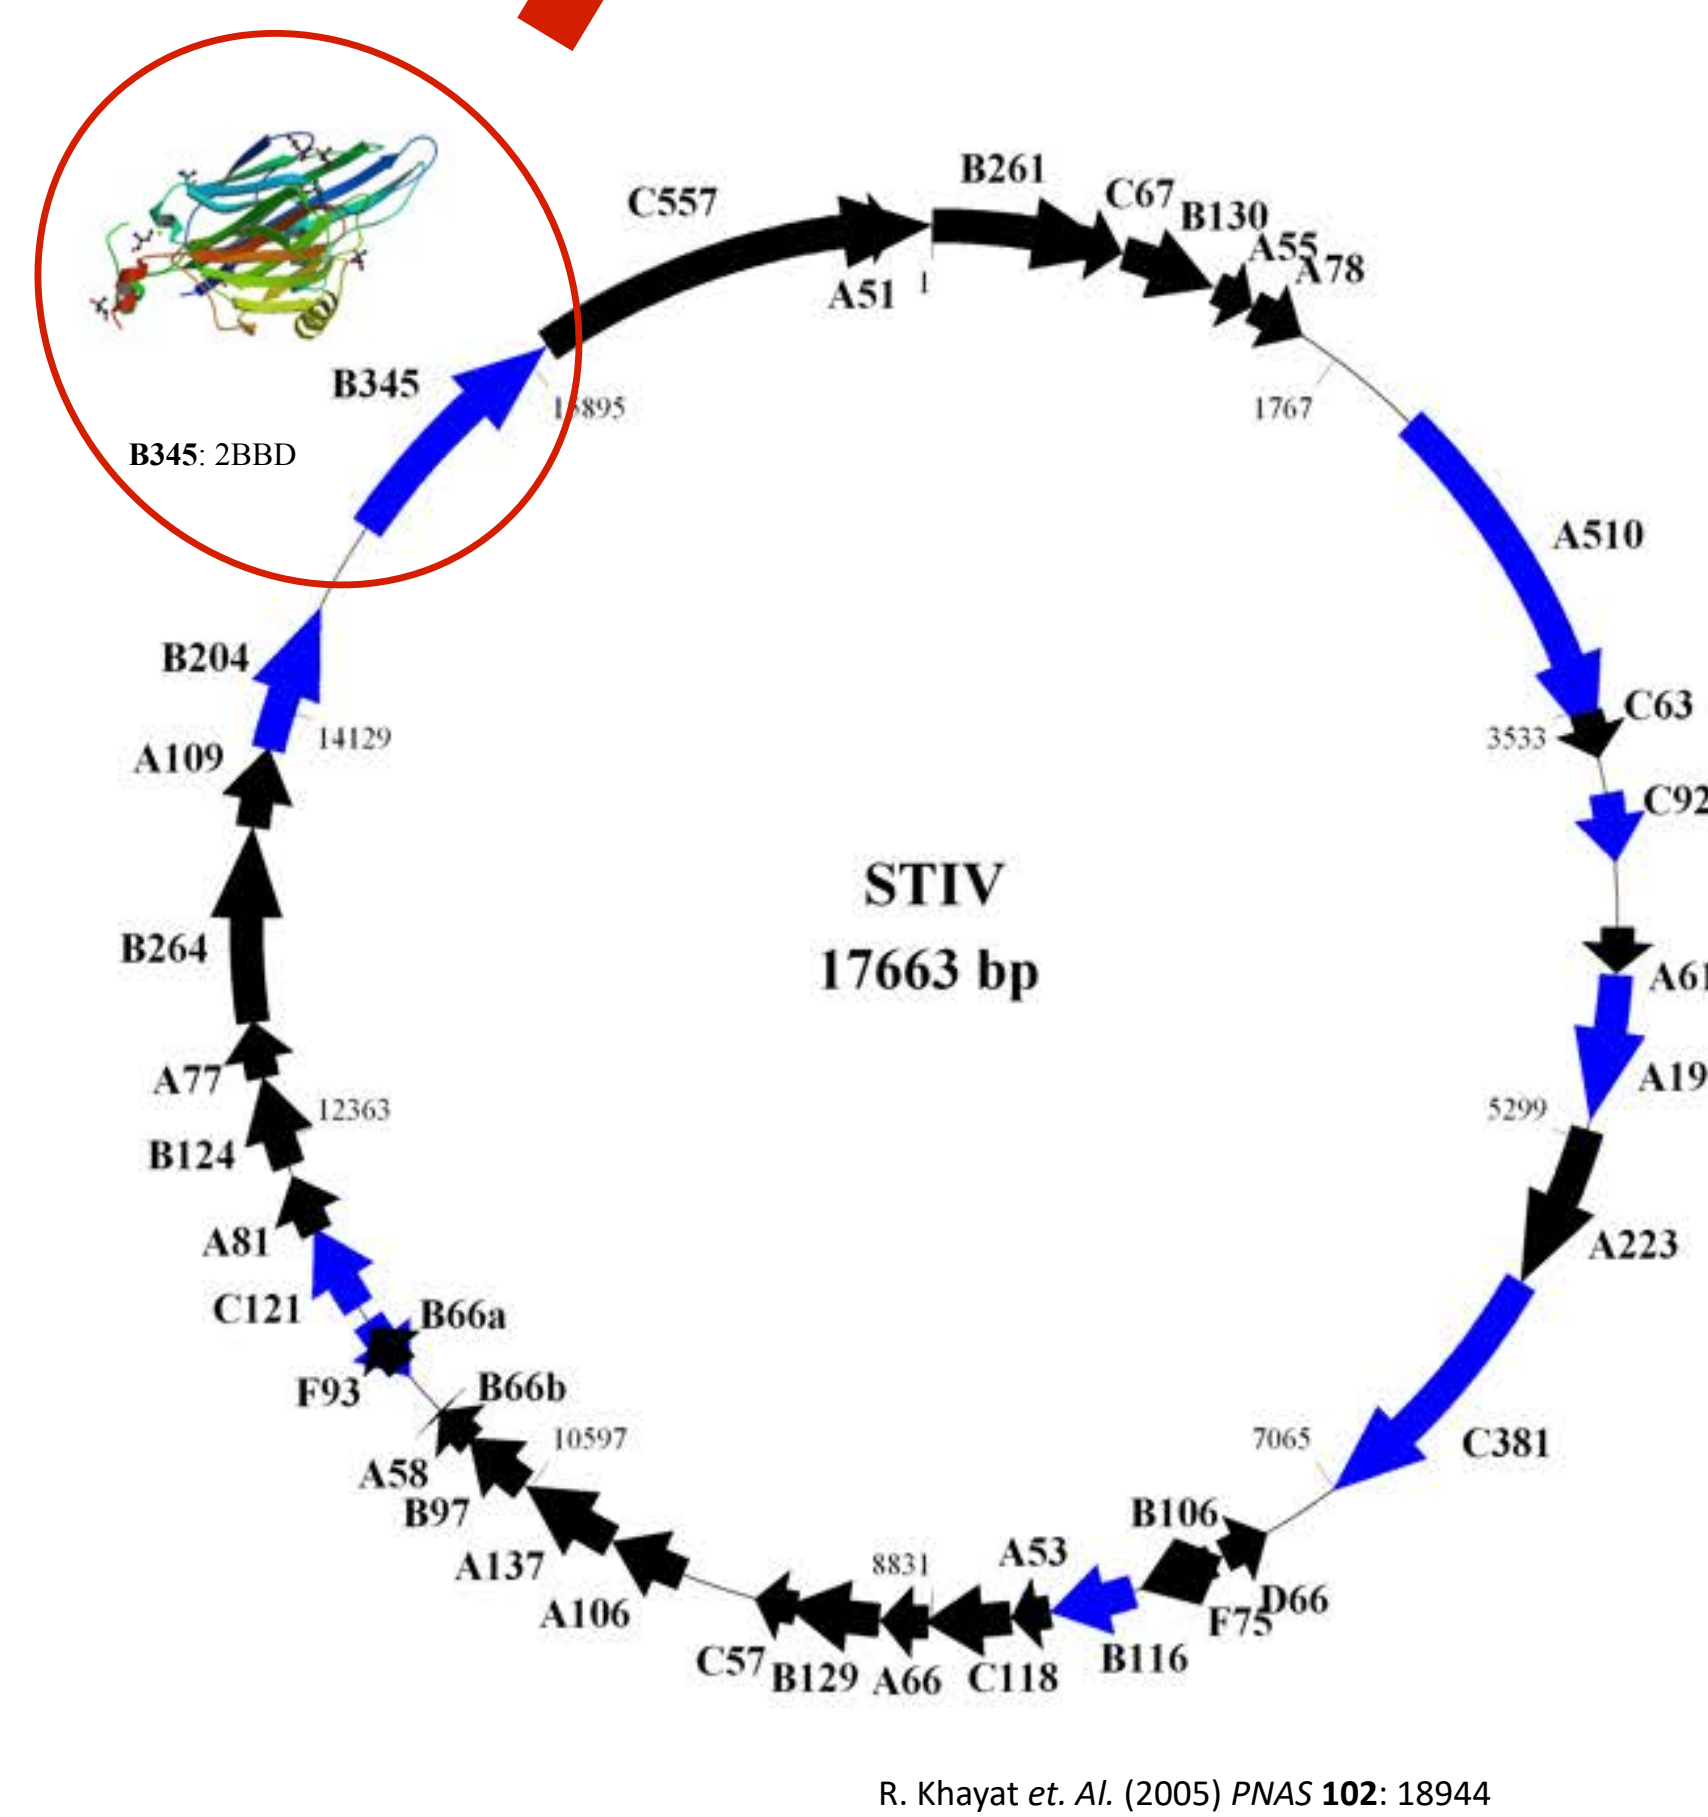 B261
C67
C557
B130
A55
A78
A51
1
B345
15895
1767
B345: 2BBD
A510
B204
C63
14129
3533
A109
C92
STIV
B264
17663 bp
A61
A77
A19
12363
5299
B124
A81
A223
C121
B66a
F93
B66b
10597
7065
C381
A58
B97
B106
A53
8831
A137
D66
A106
F75
C57
B129
A66
C118
B116
R. Khayat et. Al. (2005) PNAS 102: 18944